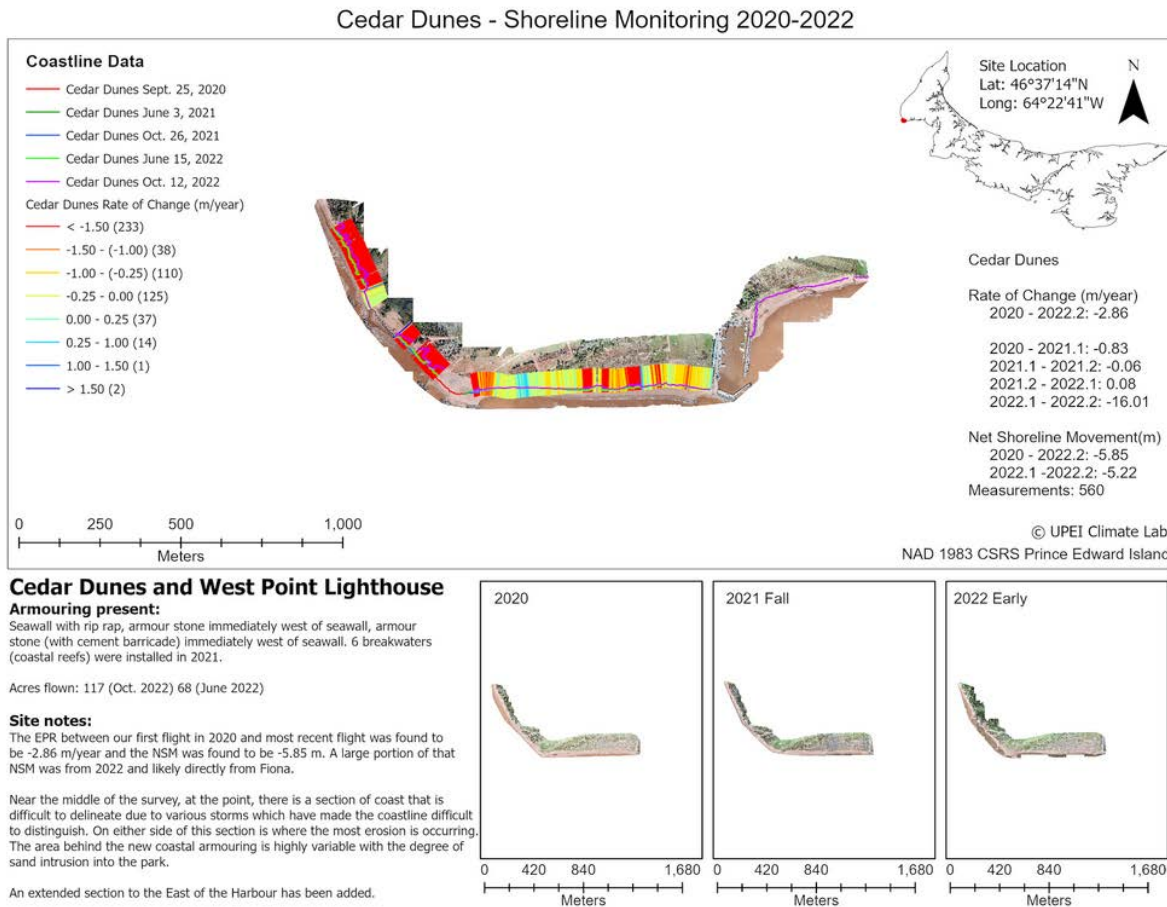 Cedar Dunes - Shoreline Monitoring 2020-2022
Coastline Data
Cedar Dunes Sept. 25, 2020
Cedar Dunes June 3, 2021
Cedar Dunes Oct. 26, 2021
Cedar Dunes June 15, 2022
Cedar Dunes Oct. 12, 2022
Cedar Dunes Rate of Change (m/year)
< -1.50 (233)
-1.50 - (-1.00) (38)
-1.00 - (-0.25) (110)
-0.25 - 0.00 (125)
0.00 - 0.25 (37)
0.25 - 1.00 (14)
1.00 - 1.50 (1)
> 1.50 (2)
0 250 500 1,000
Meters
Site Location
Lat: 46°37'14"N
Long: 64°22'41"W
N
Cedar Dunes
Rate of Change (m/year)
2020 - 2022.2: -2.86
2020 - 2021.1: -0.83
2021.1 - 2021.2: -0.06
2021.2 - 2022.1: 0.08
2022.1 - 2022.2: -16.01
Net Shoreline Movement(m)
2020 - 2022.2: -5.85
2022.1 -2022.2: -5.22
Measurements: 560
© UPEI Climate Lab
NAD 1983 CSRS Prince Edward Island
Cedar Dunes and West Point Lighthouse
Armouring present:
Seawall with rip rap, armour stone immediately west of seawall, armour
stone (with cement barricade) immediately west of seawall. 6 breakwaters
(coastal reefs) were installed in 2021.
Acres flown: 117 (Oct. 2022) 68 (June 2022)
Site notes:
The EPR between our first flight in 2020 and most recent flight was found to
be -2.86 m/year and the NSM was found to be -5.85 m. A large portion of that
NSM was from 2022 and likely directly from Fiona.
Near the middle of the survey, at the point, there is a section of coast that is
difficult to delineate due to various storms which have made the coastline difficult
to distinguish. On either side of this section is where the most erosion is occurring.
The area behind the new coastal armouring is highly variable with the degree of
sand intrusion into the park.
An extended section to the East of the Harbour has been added.
2020
0 420 840 1,680
Meters
2021 Fall
0 420 840 1,680
Meters
2022 Early
0 420 840 1,680
Meters